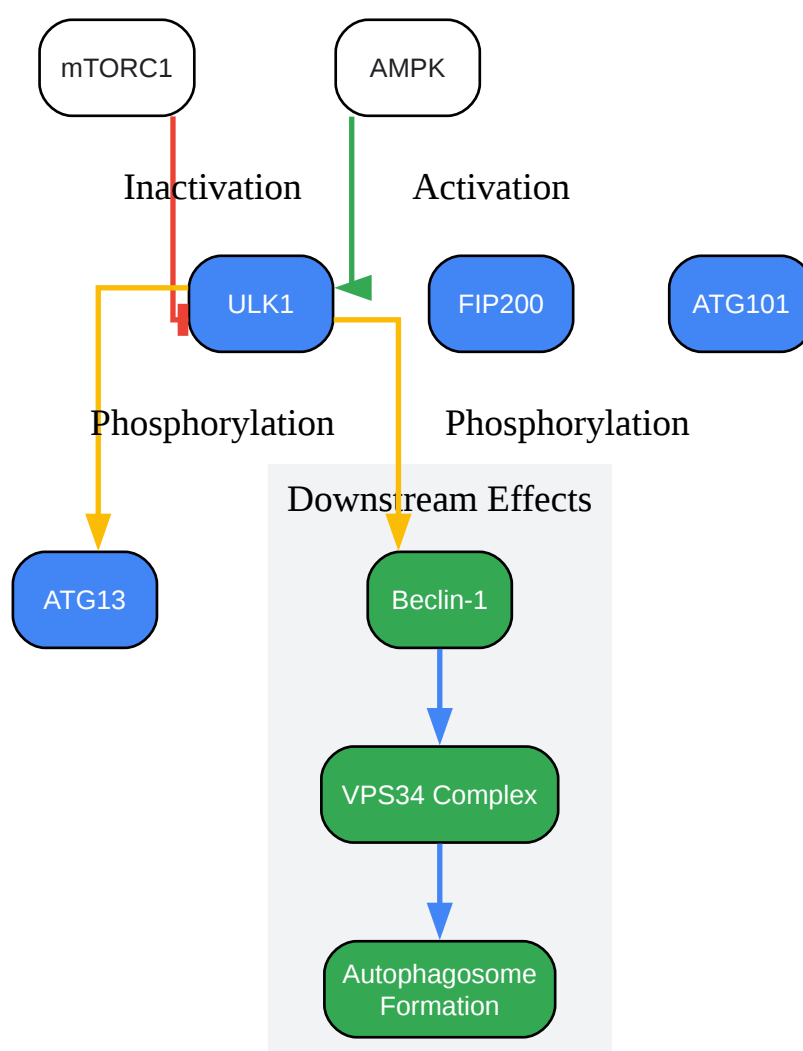 mTORC1
AMPK
Inactivation
Activation
ULK1
FIP200
ATG101
Phosphorylation
Phosphorylation
Downstream Effects
ATG13
Beclin-1
VPS34 Complex
Autophagosome
Formation